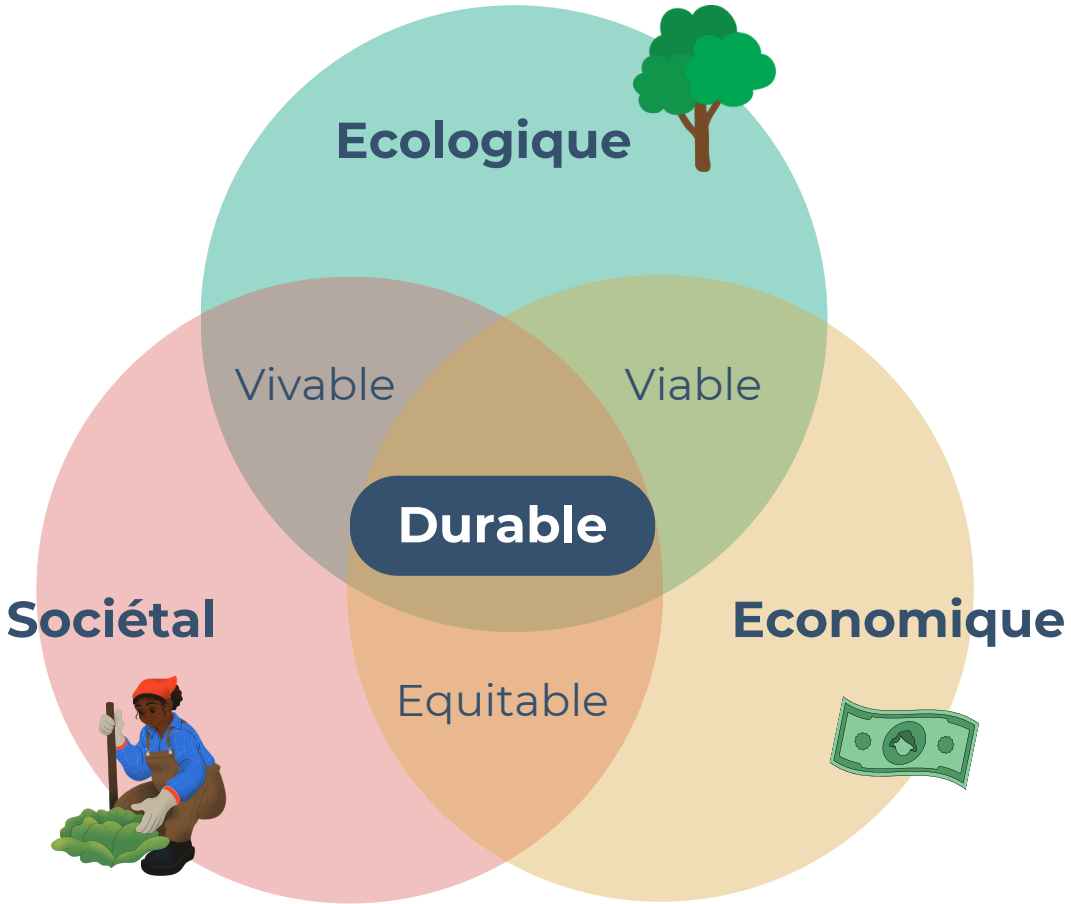 Ecologique
Vivable
Viable
Durable
Sociétal
Economique
Equitable